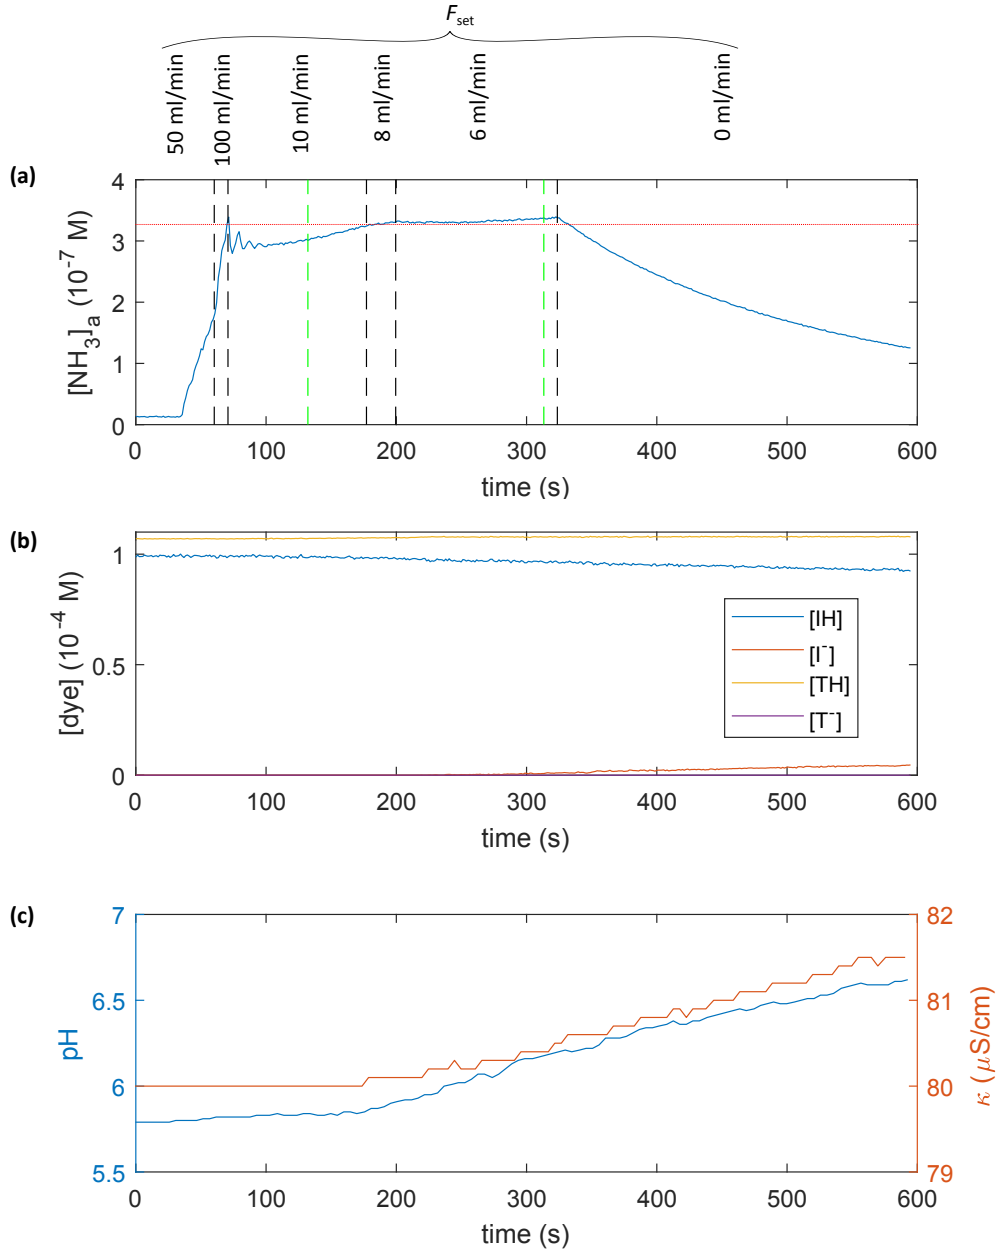 F_set
50 ml/min
100 ml/min
10 ml/min
8 ml/min
6 ml/min
0 ml/min
(a)
4
3
2
1
0
[NH₃]ₐ (10⁻⁷ M)
0 100 200 300 400 500 600
time (s)
(b)
1
0.5
0
[dye] (10⁻⁴ M)
[IH]
[I⁻]
[TH]
[T⁻]
0 100 200 300 400 500 600
time (s)
(c)
7
6.5
6
5.5
pH
82
81
80
79
κ (μS/cm)
0 100 200 300 400 500 600
time (s)